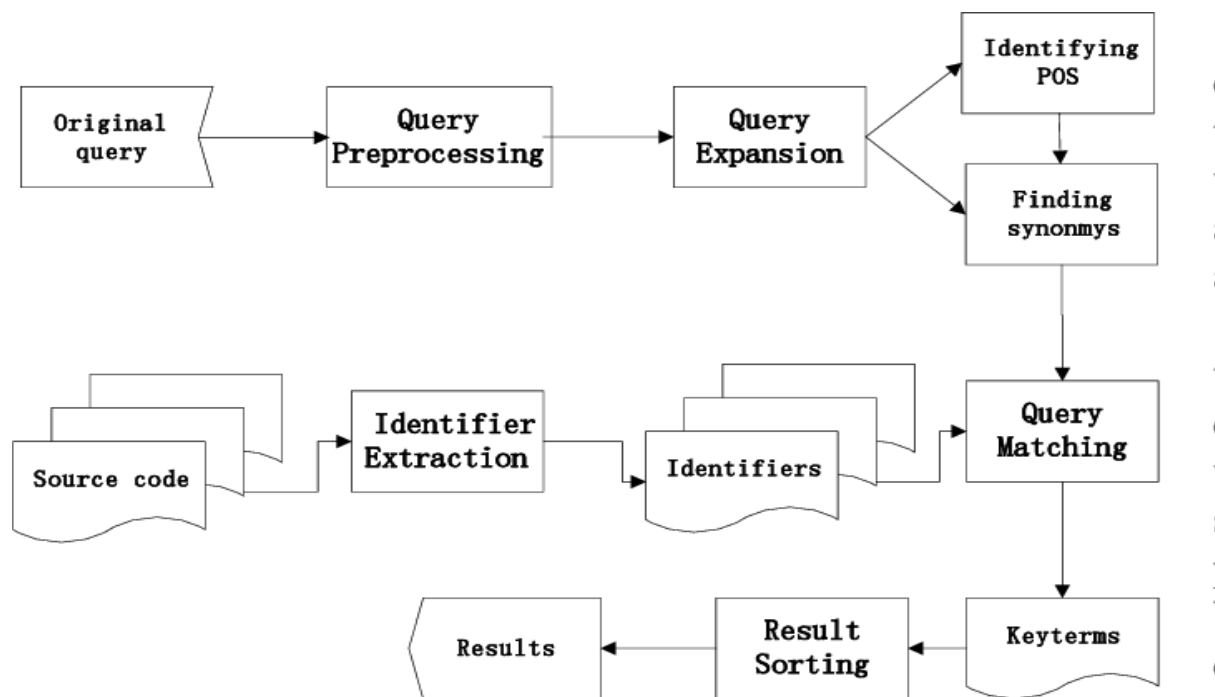 Original
query
Query
Preprocessing
Query
Expansion
Identifying
POS
Finding
synonmys
Source code
Identifier
Extraction
Identifiers
Query
Matching
Results
Result
Sorting
Keyterms